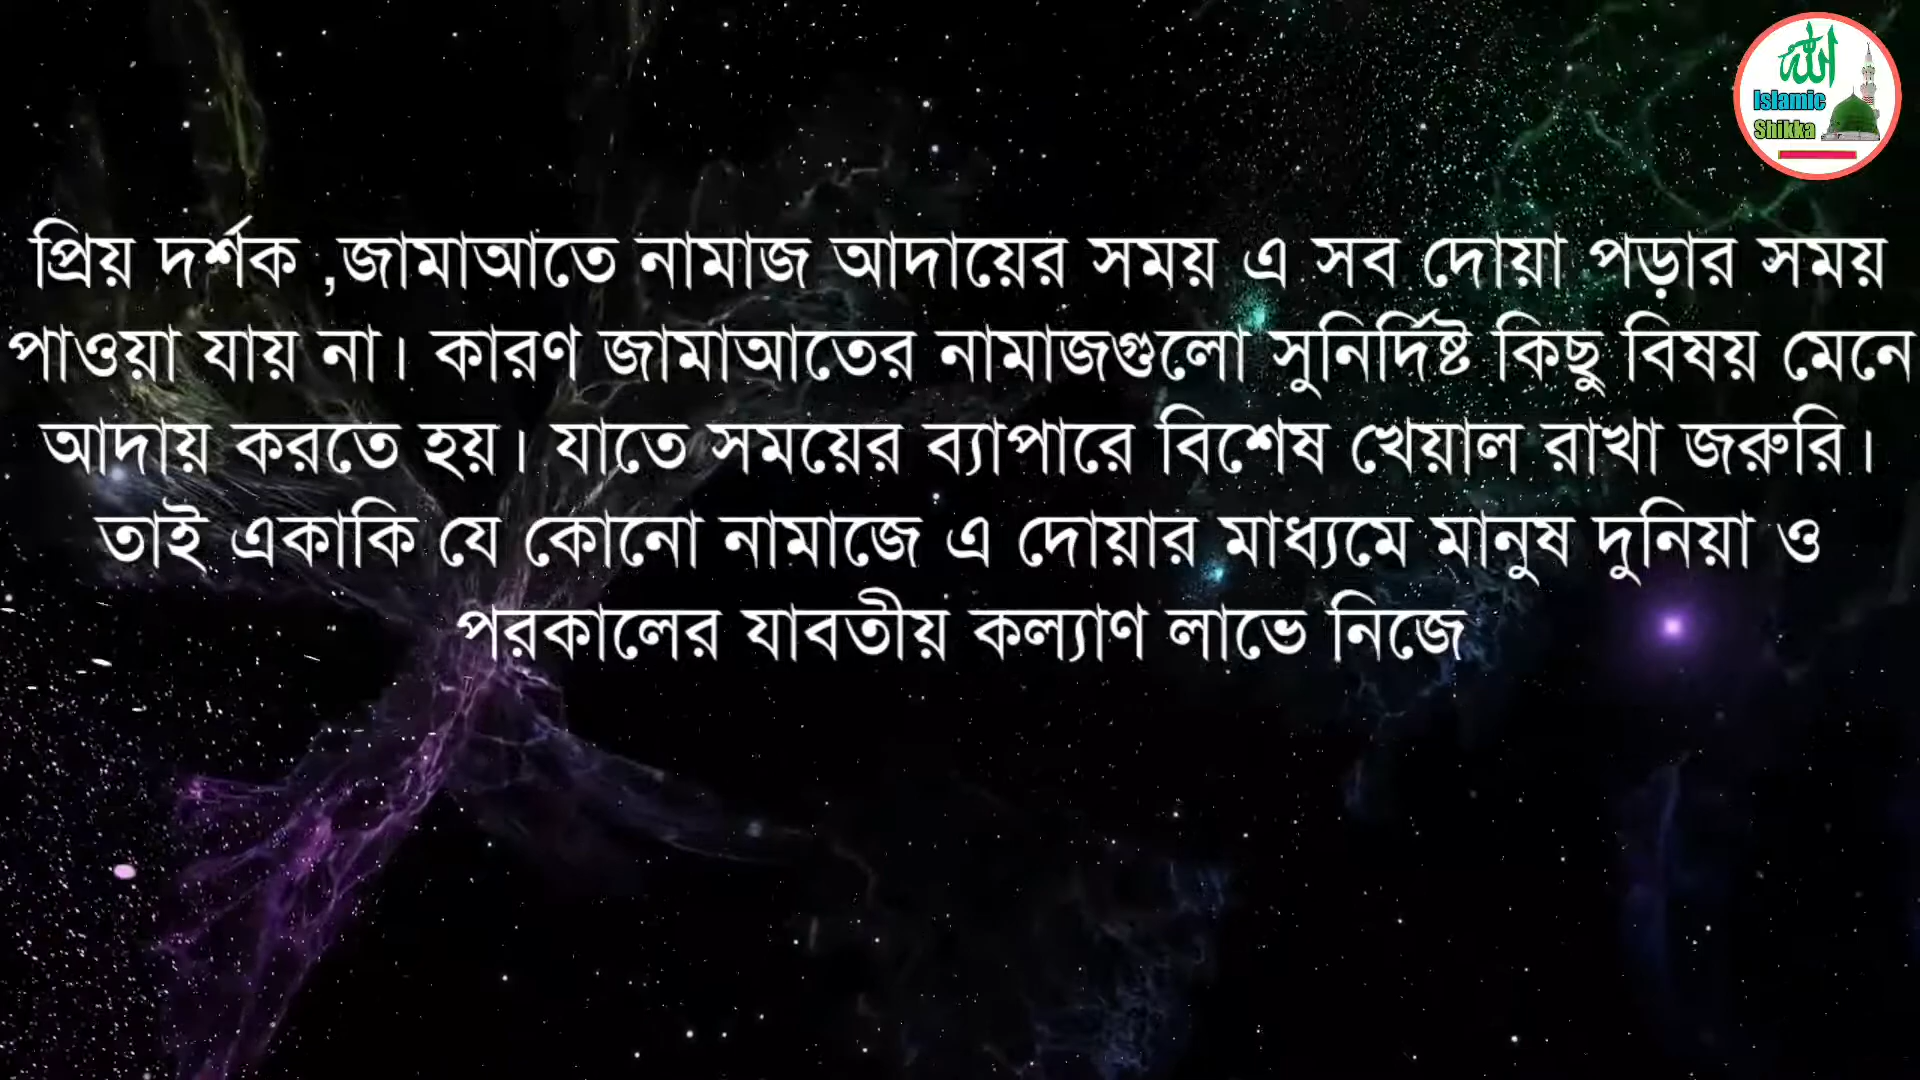 الله
Islamic
Shikka
প্রিয় দর্শক ,জামাআতে নামাজ আদায়ের সময় এ সব দোয়া পড়ার সময়
পাওয়া যায় না। কারণ জামাআতের নামাজগুলো সুনির্দিষ্ট কিছু বিষয় মেনে
আদায় করতে হয়। যাতে সময়ের ব্যাপারে বিশেষ খেয়াল রাখা জরুরি।
তাই একাকি যে কোনো নামাজে এ দোয়ার মাধ্যমে মানুষ দুনিয়া ও
পরকালের যাবতীয় কল্যাণ লাভে নিজে